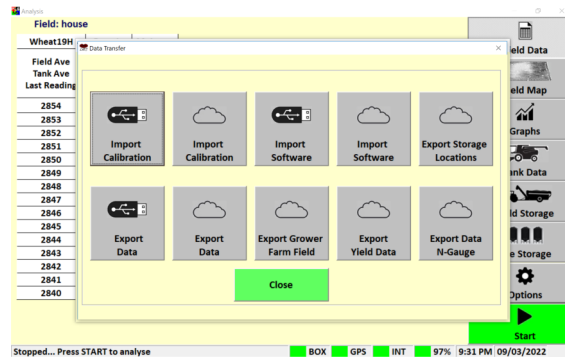 Analysis
Field: house
Wheat19H
Field Ave
Tank Ave
Last Reading
2854
2853
2852
2851
2850
2849
2848
2847
2846
2845
2844
2843
2842
2841
2840
Data Transfer
Import
Calibration
Import
Calibration
Import
Software
Import
Software
Export Storage
Locations
Export
Data
Export
Data
Export Grower
Farm Field
Export
Yield Data
Export Data
N-Gauge
Close
eld Data
eld Map
Graphs
ank Data
ld Storage
e Storage
Options
Start
Stopped... Press START to analyse
BOX GPS INT 97% 9:31 PM 09/03/2022